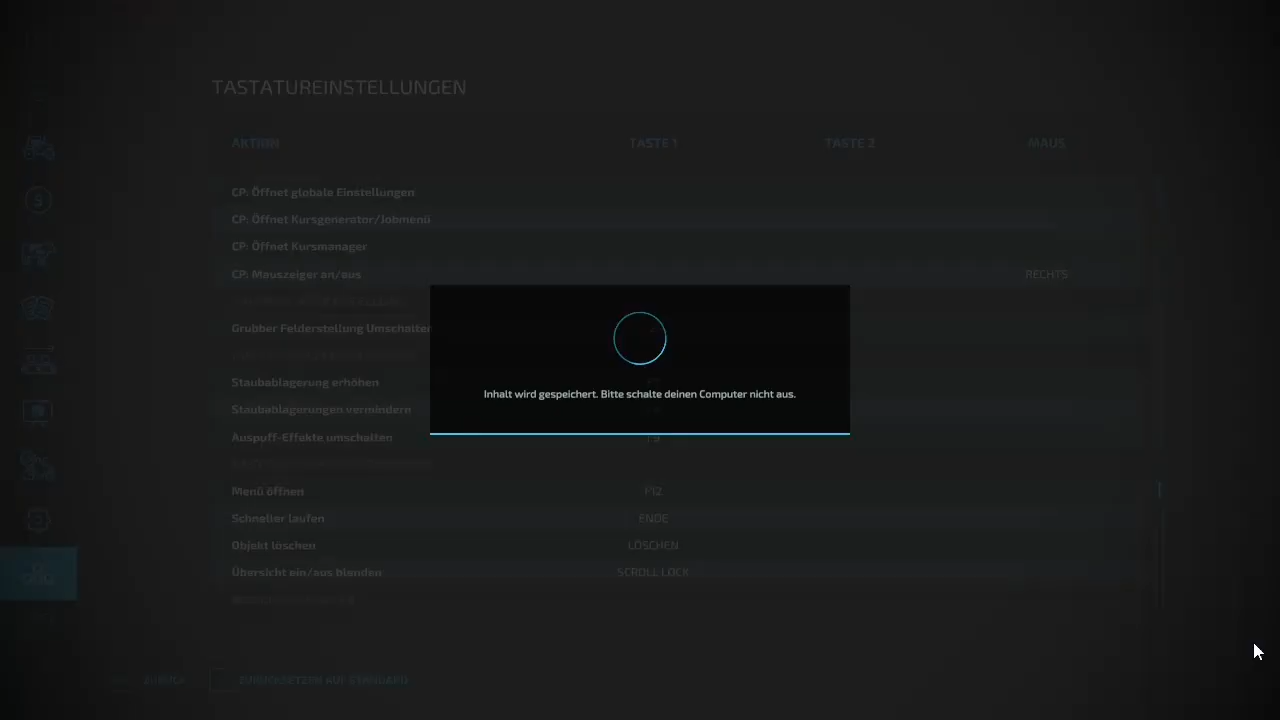 TASTATUREINSTELLUNGEN
AKTION TASTE 1 TASTE 2 MAUS
CP: Öffnet globale Einstellungen
CP: Öffnet Kursgenerator/Jobmenü
CP: Öffnet Kursmanager
CP: Mauszeiger an/aus RECHTS
Grubber Felderstellung Umschalten
Staubablagerung erhöhen
Staubablagerungen vermindern
Auspuff-Effekte umschalten F9
Menü öffnen F12
Schneller laufen ENDE
Objekt löschen LÖSCHEN
Übersicht ein/aus blenden SCROLL LOCK
Inhalt wird gespeichert. Bitte schalte deinen Computer nicht aus.
ZURÜCK ZURÜCKSETZEN AUF STANDARD